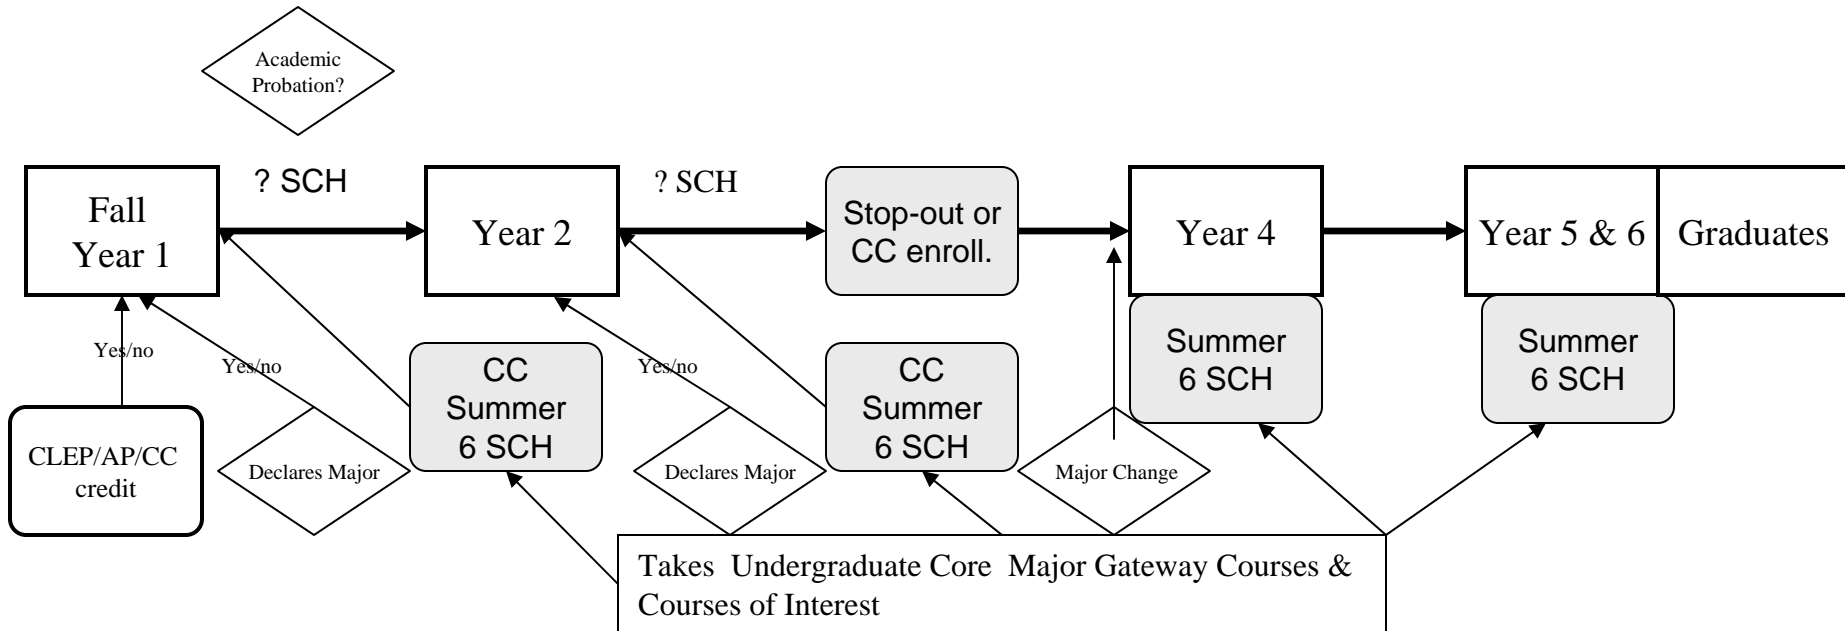 Academic
Probation?
? SCH
? SCH
Fall
Year 1
Year 2
Stop-out or
CC enroll.
Year 4
Year 5 & 6
Graduates
Yes/no
Yes/no
Yes/no
CC
Summer
6 SCH
CC
Summer
6 SCH
Summer
6 SCH
Summer
6 SCH
CLEP/AP/CC
credit
Declares Major
Declares Major
Major Change
Takes Undergraduate Core Major Gateway Courses &
Courses of Interest